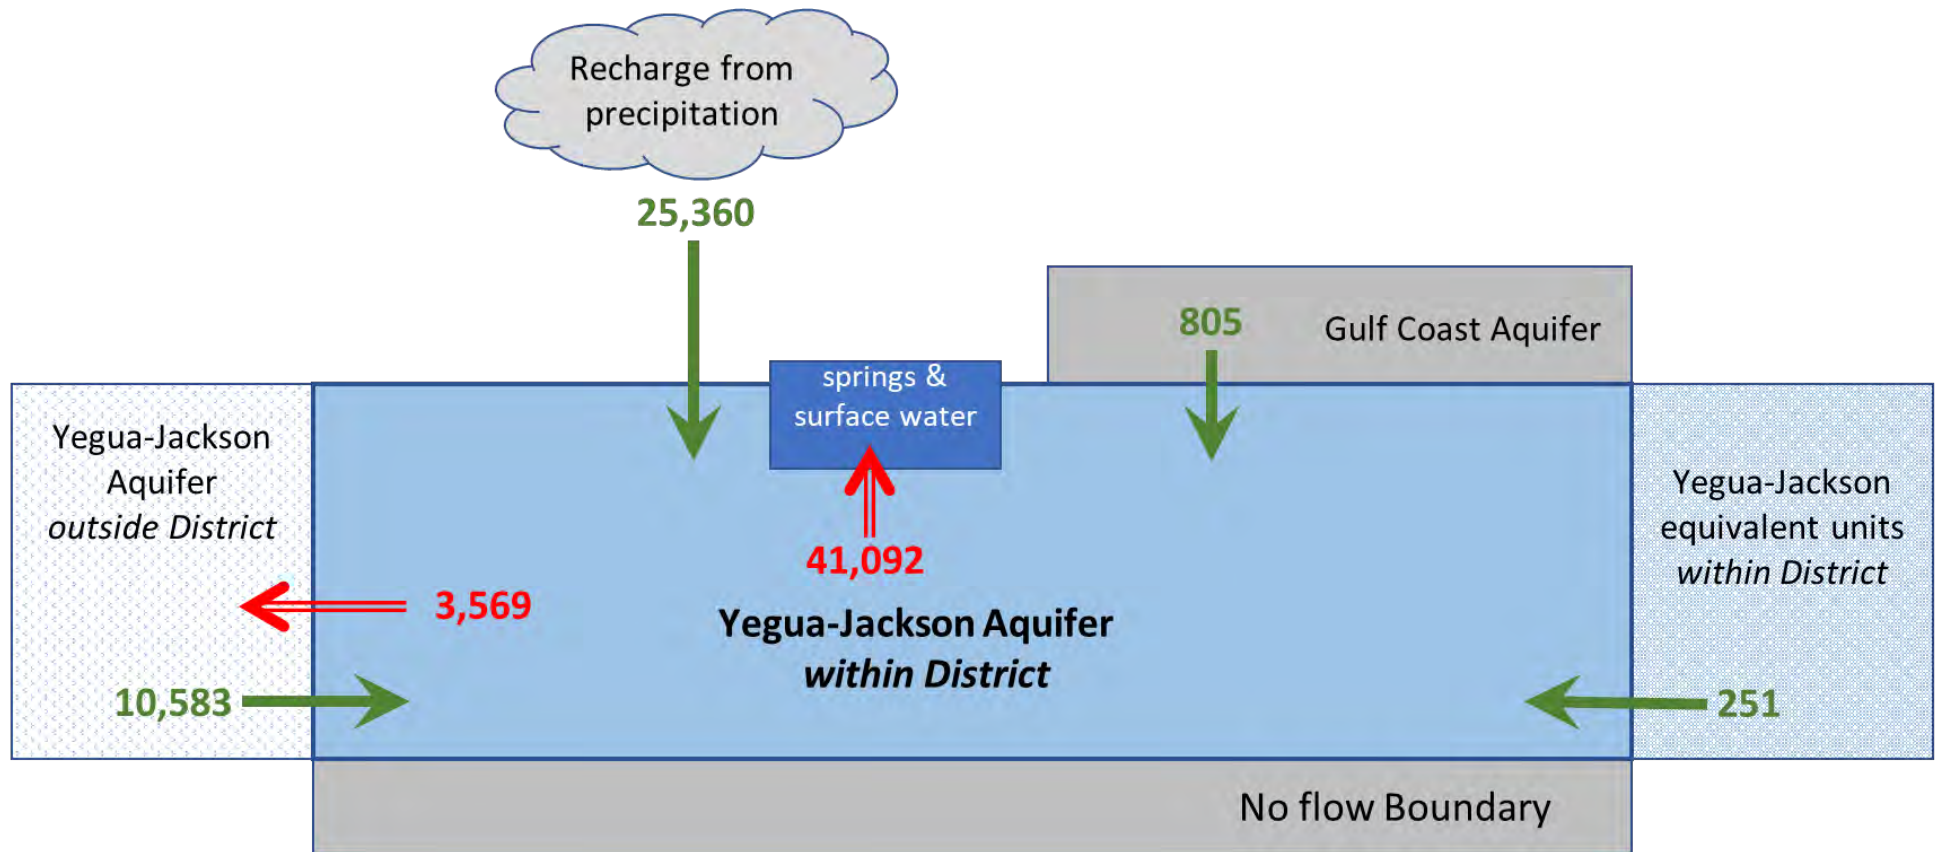 Recharge from
precipitation
25,360
805
Gulf Coast Aquifer
springs &
surface water
Yegua-Jackson
Aquifer
outside District
Yegua-Jackson
equivalent units
within District
41,092
3,569
Yegua-Jackson Aquifer
within District
10,583
251
No flow Boundary